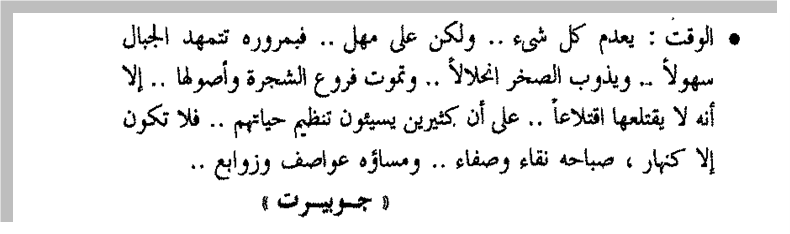 • الوقت : يعدم كل شىء .. ولكن على مهل .. فبمروره تتمهد الجبال
سهولاً .. ويذوب الصخر انحلالاً .. وتموت فروع الشجرة وأصولها .. إلا
أنه لا يقتلعها اقتلاعاً .. على أن كثيرين يسيئون تنظيم حياتهم .. فلا تكون
إلا كنهار ، صباحه نقاء وصفاء .. ومساؤه عواصف وزوابع ..
« جـوبيـرت »